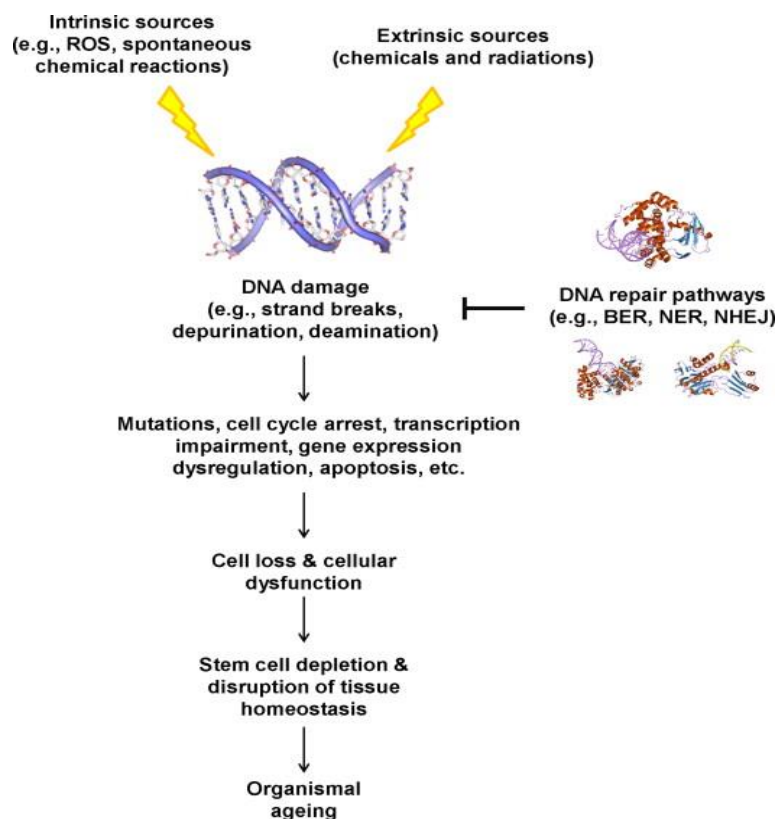 Intrinsic sources
(e.g., ROS, spontaneous
chemical reactions)
Extrinsic sources
(chemicals and radiations)
DNA damage
(e.g., strand breaks,
depurination, deamination)
DNA repair pathways
(e.g., BER, NER, NHEJ)
Mutations, cell cycle arrest, transcription
impairment, gene expression
dysregulation, apoptosis, etc.
Cell loss & cellular
dysfunction
Stem cell depletion &
disruption of tissue
homeostasis
Organismal
ageing